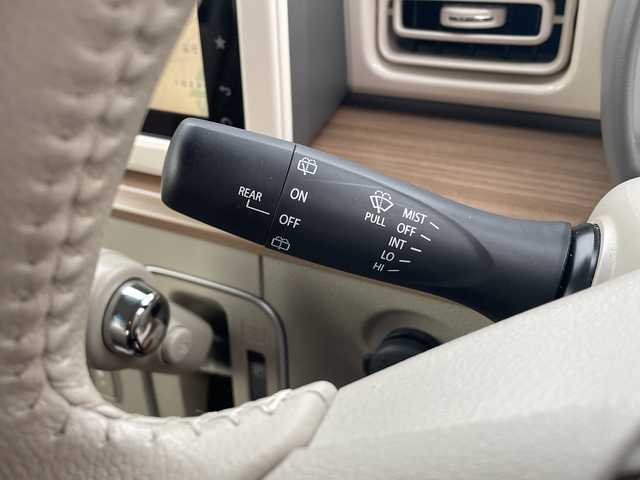 REAR
ON
OFF
PULL
MIST
OFF
INT
LO
HI